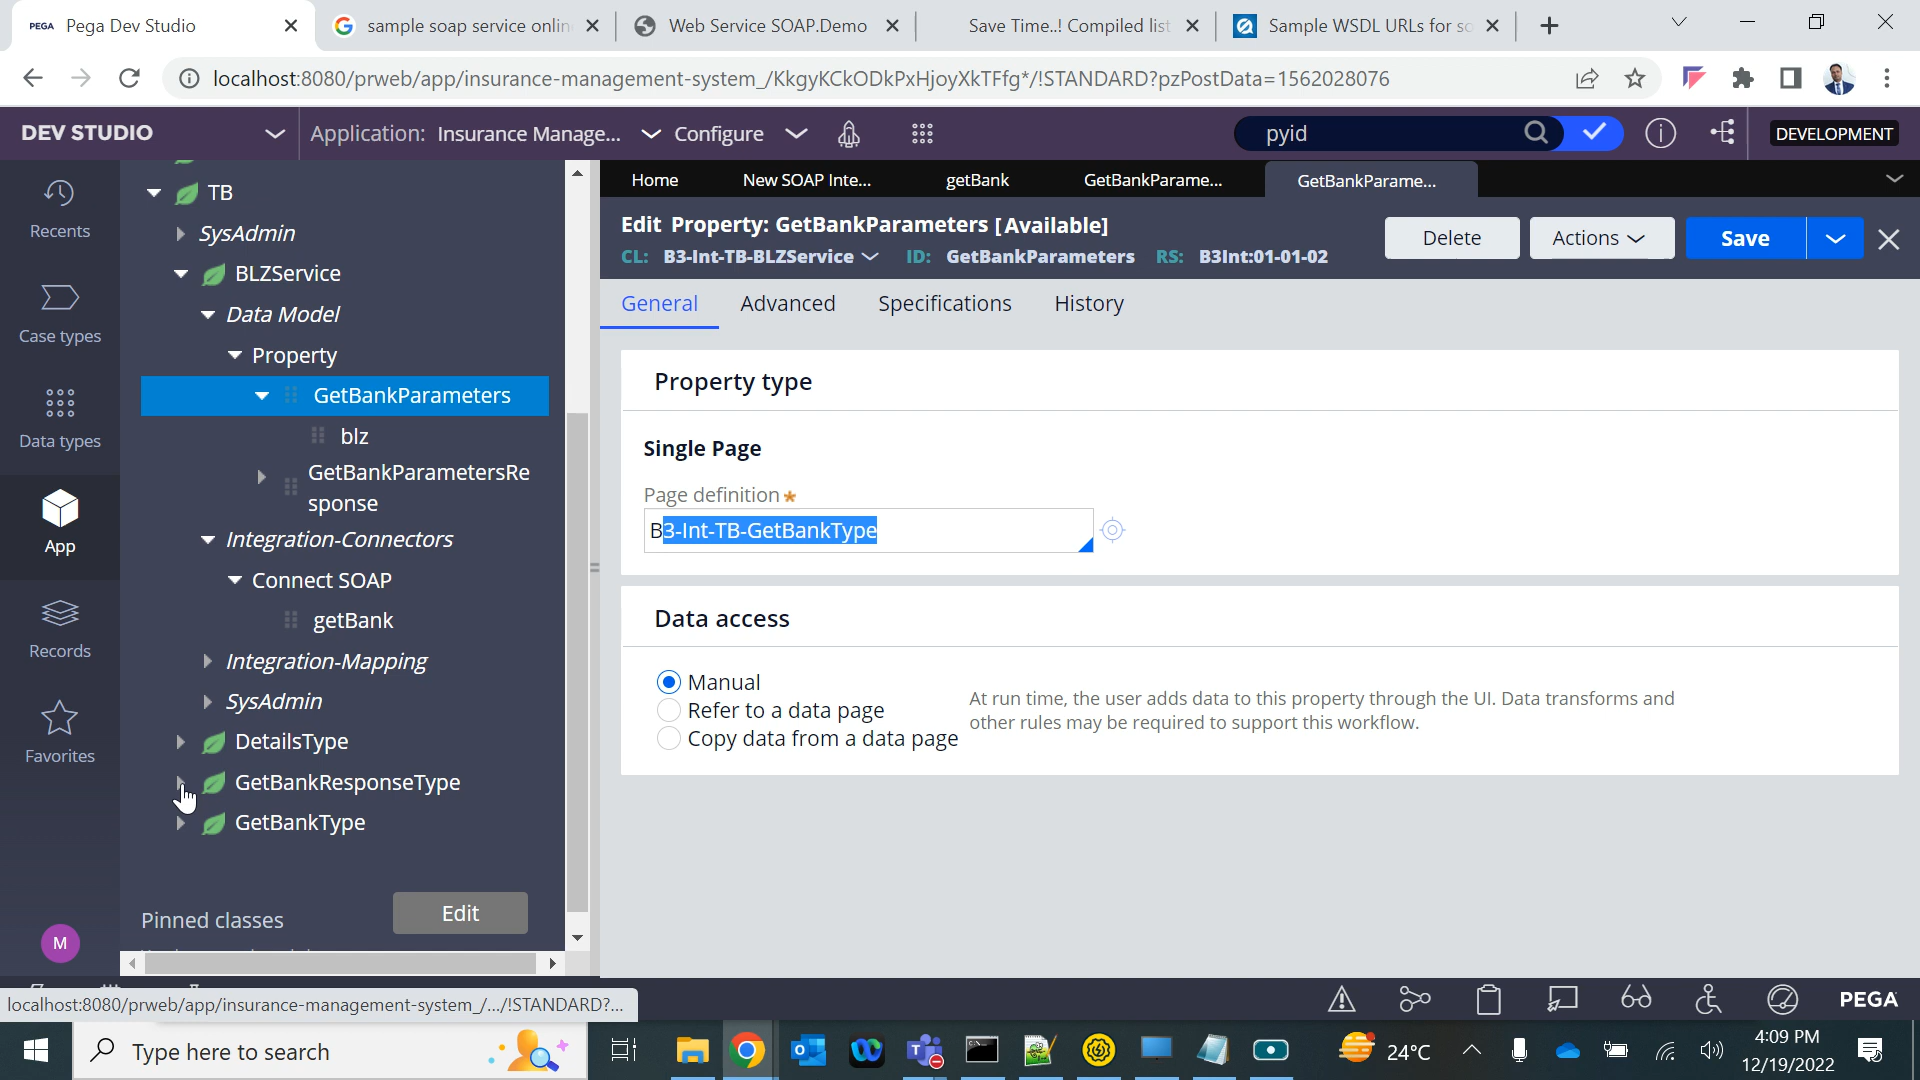 PEGA Pega Dev Studio
sample soap service onlin
Web Service SOAP.Demo
Save Time..! Compiled list
Sample WSDL URLs for so
localhost:8080/prweb/app/insurance-management-system_/KkgyKCkODkPxHjoyXkTFfg*/!STANDARD?pzPostData=1562028076
DEV STUDIO
Application: Insurance Manage...
Configure
pyid
DEVELOPMENT
Recents
Case types
Data types
App
Records
Favorites
M
TB
SysAdmin
BLZService
Data Model
Property
GetBankParameters
blz
GetBankParametersRe
sponse
Integration-Connectors
Connect SOAP
getBank
Integration-Mapping
SysAdmin
DetailsType
GetBankResponseType
GetBankType
Pinned classes
Edit
Home
New SOAP Inte...
getBank
GetBankParame...
GetBankParame...
Edit Property: GetBankParameters [Available]
CL: B3-Int-TB-BLZService ID: GetBankParameters RS: B3Int:01-01-02
Delete
Actions
Save
General
Advanced
Specifications
History
Property type
Single Page
Page definition *
B3-Int-TB-GetBankType
Data access
Manual
Refer to a data page
Copy data from a data page
At run time, the user adds data to this property through the UI. Data transforms and
other rules may be required to support this workflow.
localhost:8080/prweb/app/insurance-management-system_/.../!STANDARD?...
PEGA
Type here to search
24°C
4:09 PM
12/19/2022